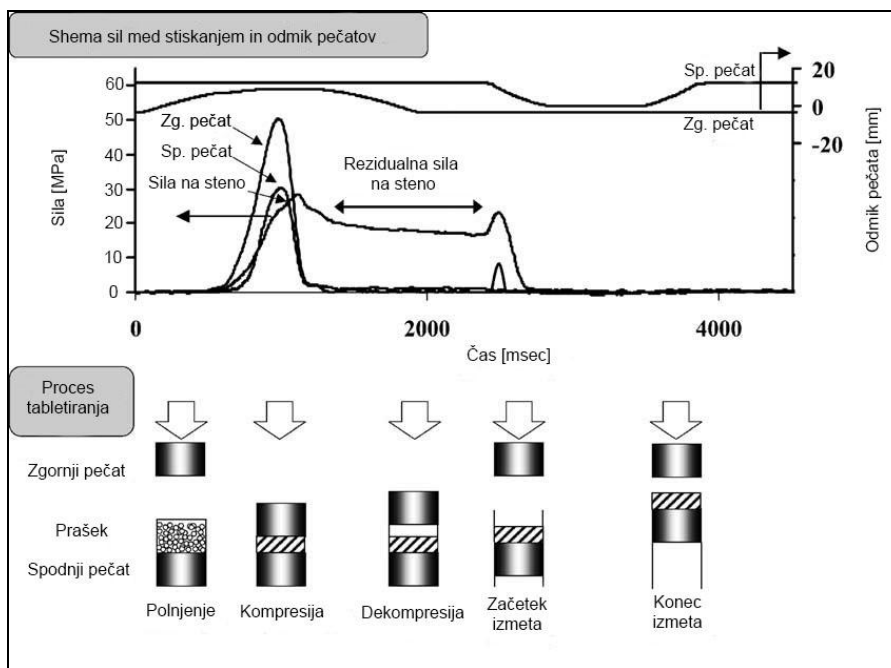 Shema sil med stiskanjem in odmik pečatov
60
50
40
30
20
10
0
Sila [MPa]
Zg. pečat
Sp. pečat
Sila na steno
Rezidualna sila
na steno
Sp. pečat
Zg. pečat
20
0
-20
Odmik pečata [mm]
0
2000
4000
Čas [msec]
Proces
tabletiranja
Zgornji pečat
Prašek
Spodnji pečat
Polnjenje
Kompresija
Dekompresija
Začetek
izmeta
Konec
izmeta